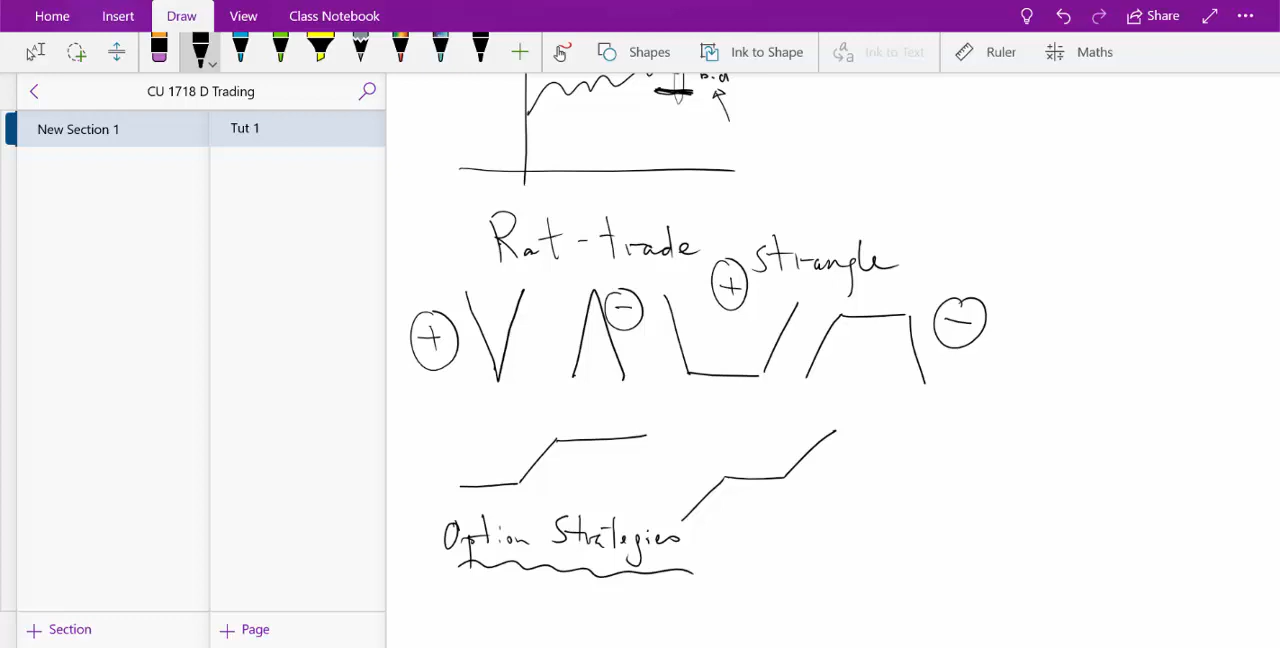 Home Insert Draw View Class Notebook Share
Shapes Ink to Shape Ink to Text Ruler Maths
CU 1718 D Trading
New Section 1 Tut 1
Rat-trade
+ strangle
+ − −
Option Strategies
+ Section + Page